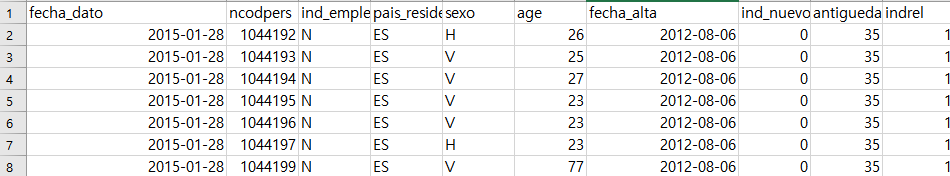 1 fecha_dato ncodpers ind_emple pais_reside sexo age fecha_alta ind_nuevo antigueda indrel
2 2015-01-28 1044192 N ES H 26 2012-08-06 0 35 1
3 2015-01-28 1044193 N ES V 25 2012-08-06 0 35 1
4 2015-01-28 1044194 N ES V 27 2012-08-06 0 35 1
5 2015-01-28 1044195 N ES V 23 2012-08-06 0 35 1
6 2015-01-28 1044196 N ES V 23 2012-08-06 0 35 1
7 2015-01-28 1044197 N ES H 23 2012-08-06 0 35 1
8 2015-01-28 1044199 N ES V 77 2012-08-06 0 35 1